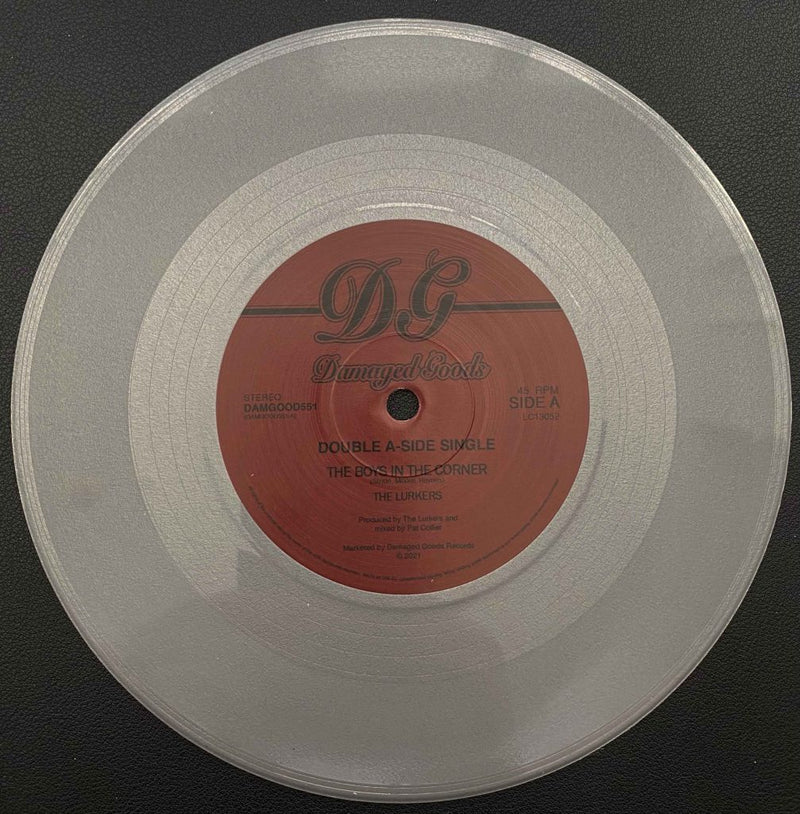 DG
Damaged Goods
STEREO
DAMGOOD551
45 RPM
SIDE A
LC13059
DOUBLE A-SIDE SINGLE
THE BOYS IN THE CORNER
THE LURKERS
Produced by The Lurkers and
mixed by Pat Collier
Marketed by Damaged Goods Records
© 2021